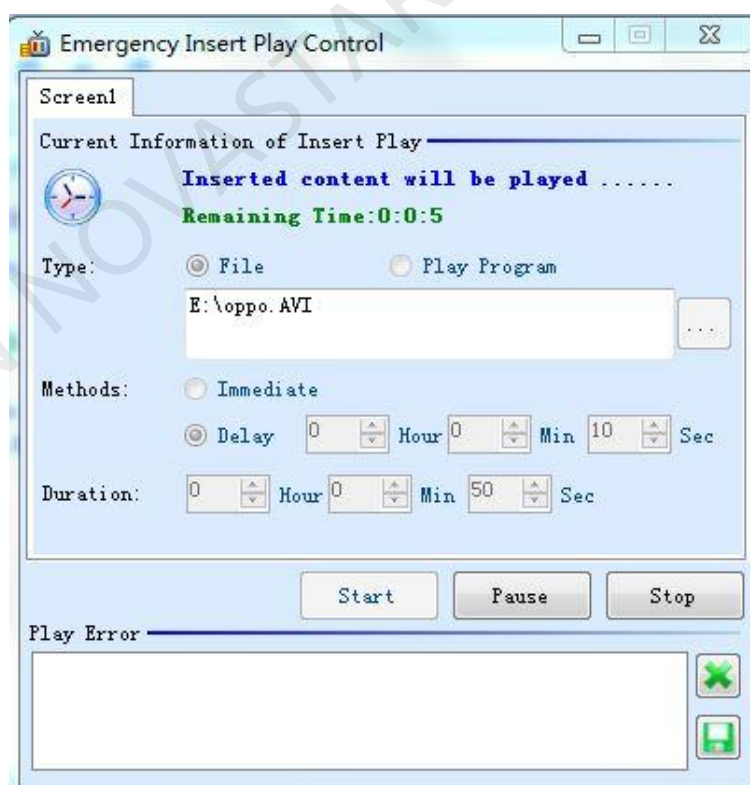 Emergency Insert Play Control
Screen1
Current Information of Insert Play
Inserted content will be played ......
Remaining Time:0:0:5
Type: File Play Program
E:\oppo.AVI
...
Methods: Immediate
Delay 0 Hour 0 Min 10 Sec
Duration: 0 Hour 0 Min 50 Sec
Start Pause Stop
Play Error
NOVASTAR